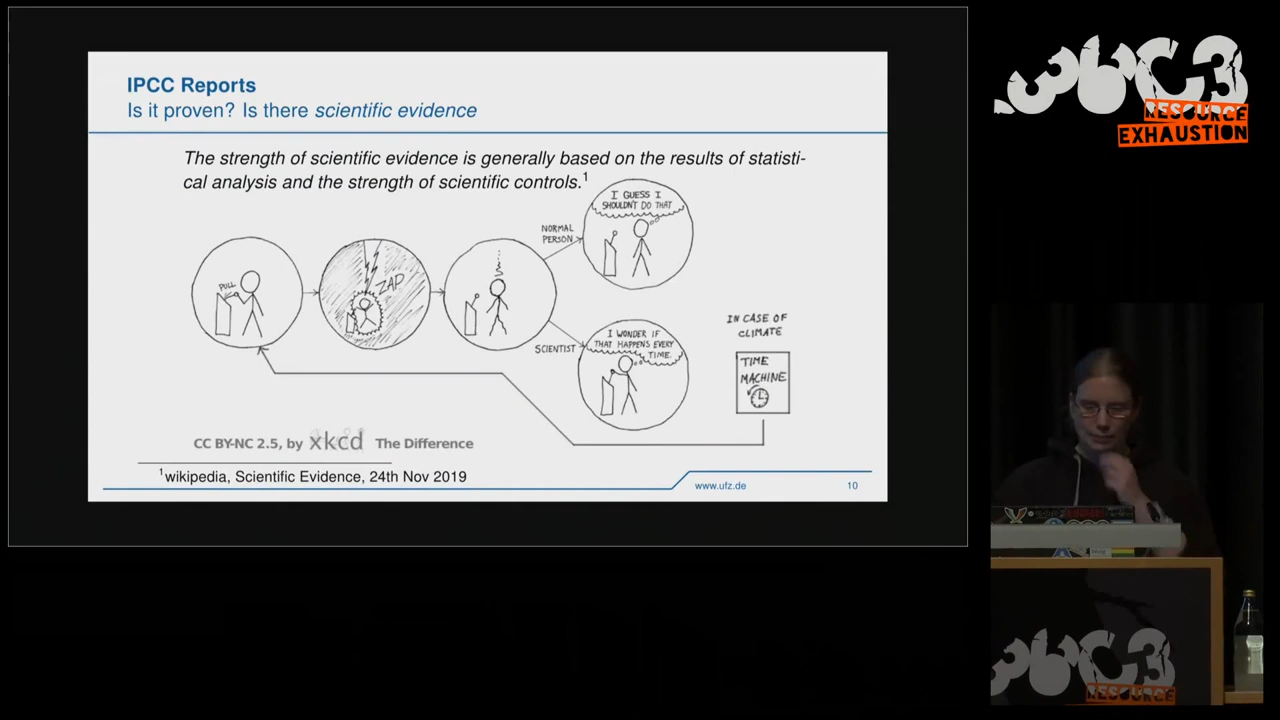 IPCC Reports
Is it proven? Is there scientific evidence
The strength of scientific evidence is generally based on the results of statisti-
cal analysis and the strength of scientific controls.1
PULL
ZAP
NORMAL
PERSON
I GUESS I
SHOULDN'T DO THAT
SCIENTIST
I WONDER IF
THAT HAPPENS EVERY
TIME.
IN CASE OF
CLIMATE
TIME
MACHINE
CC BY-NC 2.5, by xkcd The Difference
1wikipedia, Scientific Evidence, 24th Nov 2019
www.ufz.de
10
36C3
RESOURCE
EXHAUSTION
36C3
RESOURCE